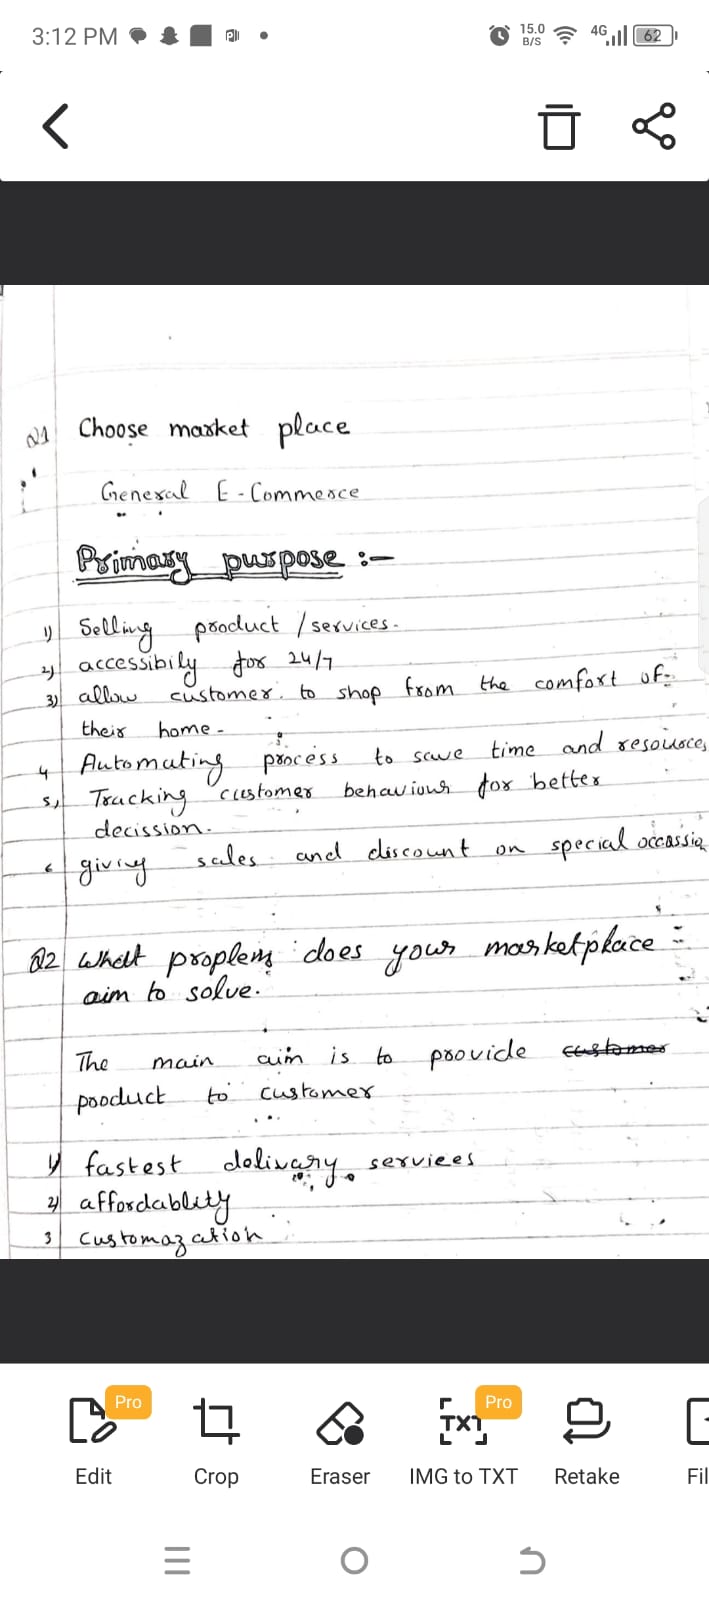 3:12 PM
15.0 B/S
4G
62
Q1 Choose market place
General E-Commerce
Primary purpose :-
1) Selling product / services.
2) accessibily for 24/7
3) allow customer. to shop from the comfort of
their home -
4 Automating process to save time and resources
5, Tracking customer behaviour for better
decission.
6 giving sales and discount on special occassio
Q2 What proplems does your marketplace
aim to solve.
The main aim is to provide customer
pooduct to customer
1) fastest delivary services
2) affordablity
3 Customazation
Pro
Pro
TXT
Edit
Crop
Eraser
IMG to TXT
Retake
Fil